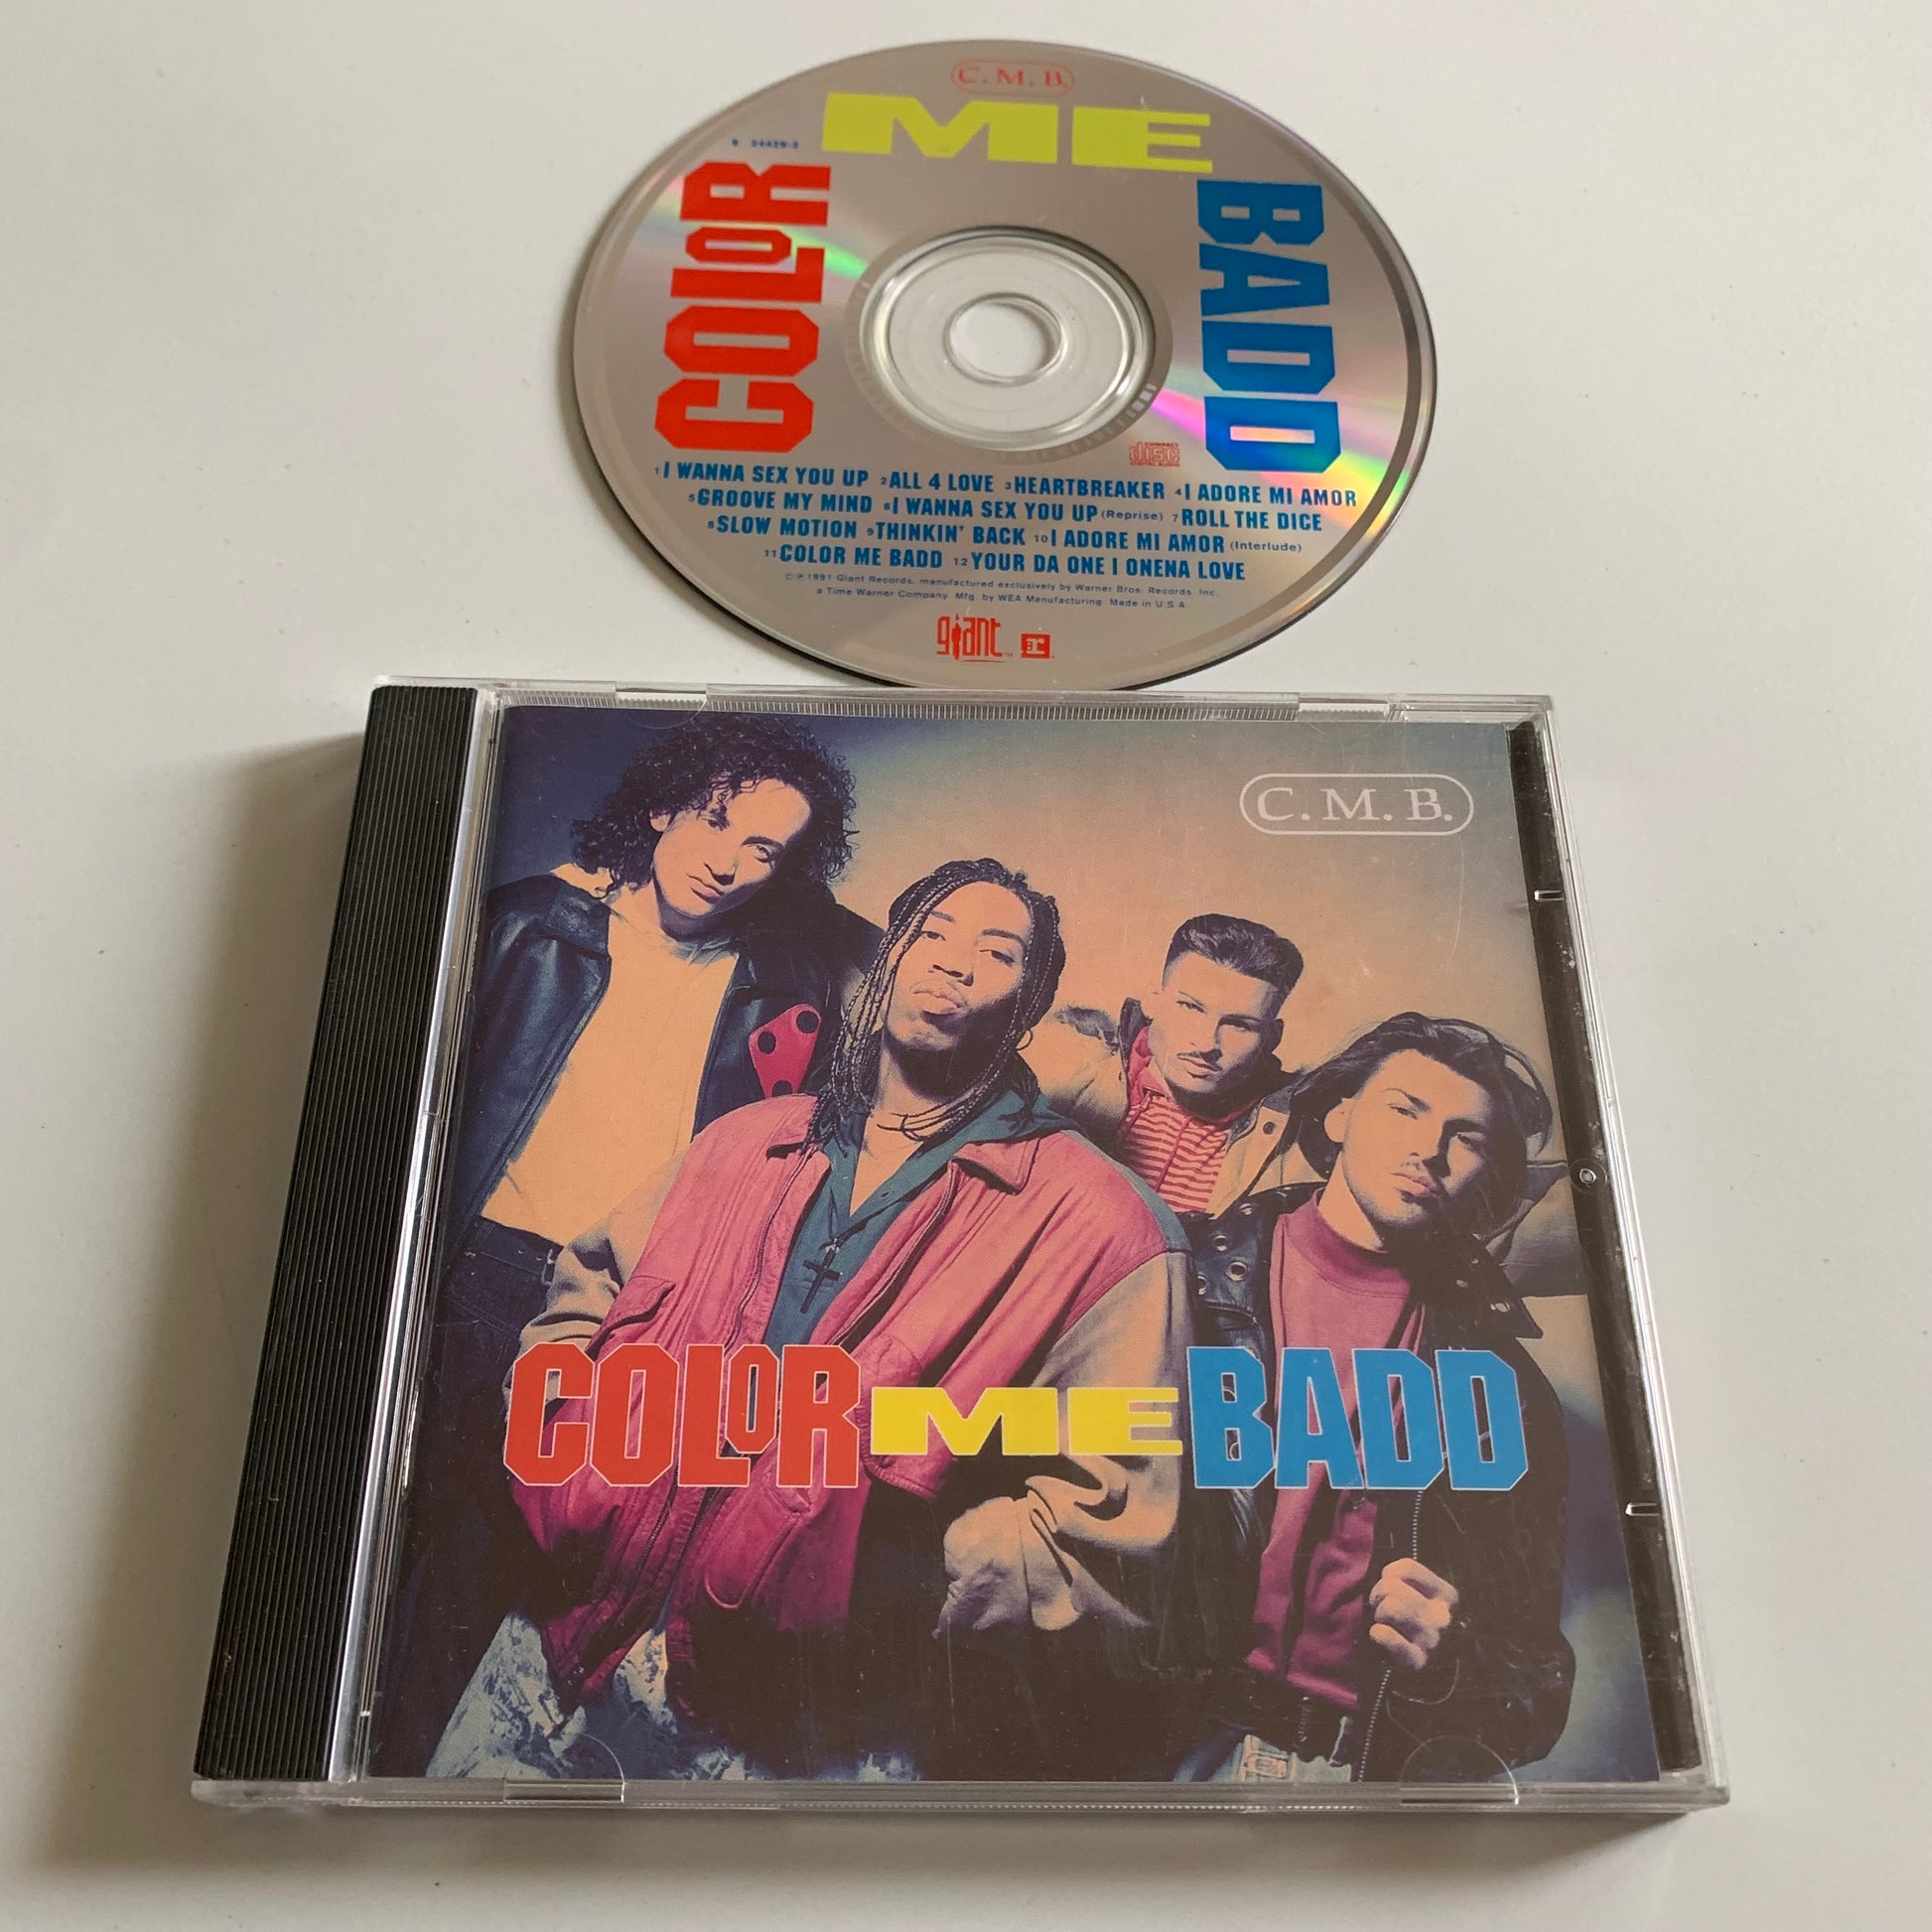 C.M.B.
ME
COLOR
BADD
COMPACT
disc
DIGITAL AUDIO
1 I WANNA SEX YOU UP 2 ALL 4 LOVE 3 HEARTBREAKER 4 I ADORE MI AMOR
5 GROOVE MY MIND 6 I WANNA SEX YOU UP (Reprise) 7 ROLL THE DICE
8 SLOW MOTION 9 THINKIN' BACK 10 I ADORE MI AMOR (Interlude)
11 COLOR ME BADD 12 YOUR DA ONE I ONENA LOVE
©℗1991 Giant Records, manufactured exclusively by Warner Bros. Records Inc.,
a Time Warner Company. Mfg. by WEA Manufacturing. Made in U.S.A.
giant
C.M.B.
COLOR ME BADD